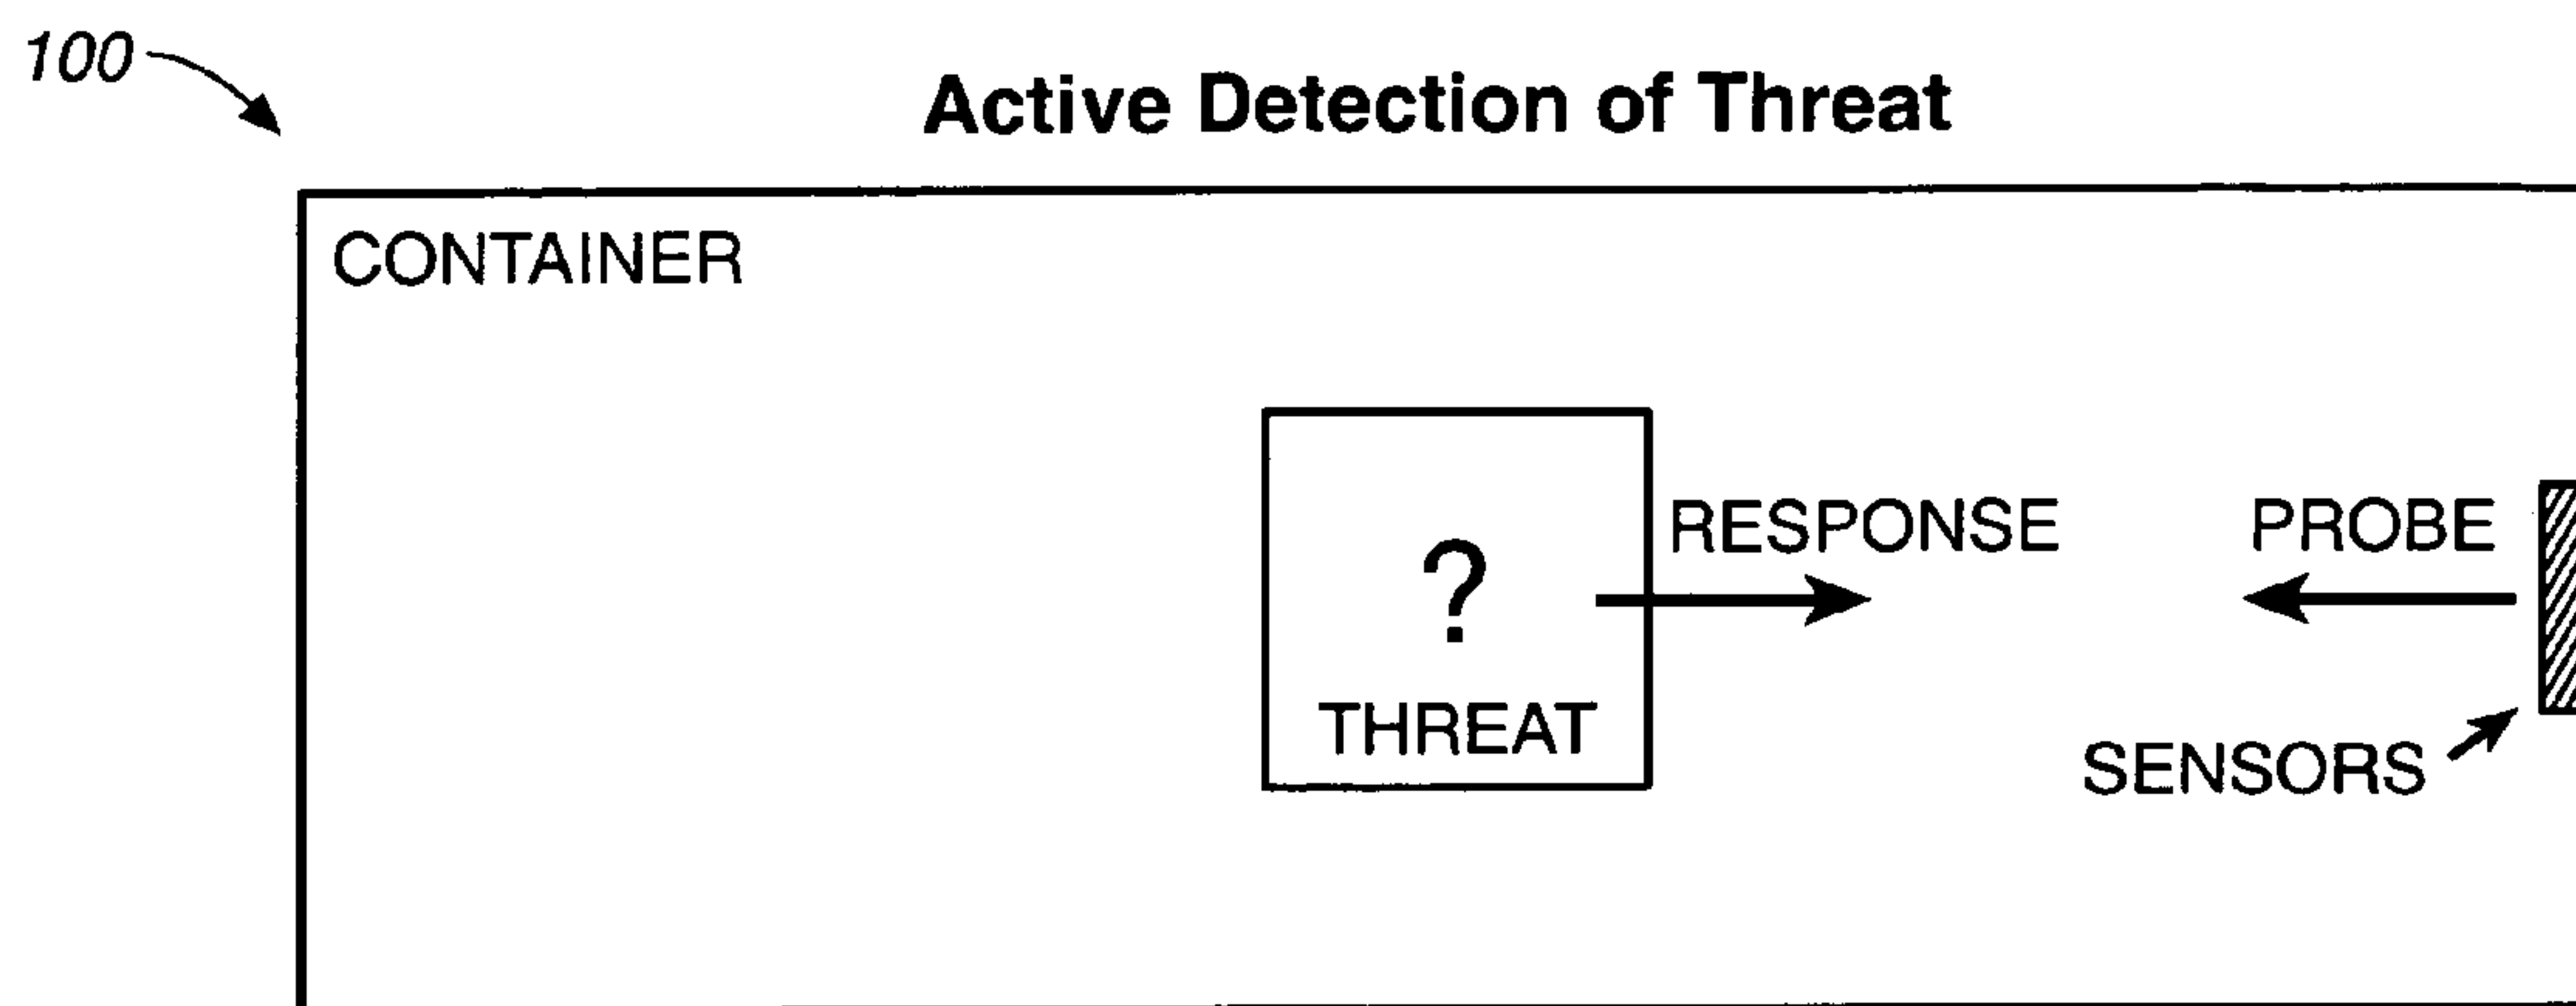 100
Active Detection of Threat
CONTAINER
RESPONSE
PROBE
?
THREAT
SENSORS